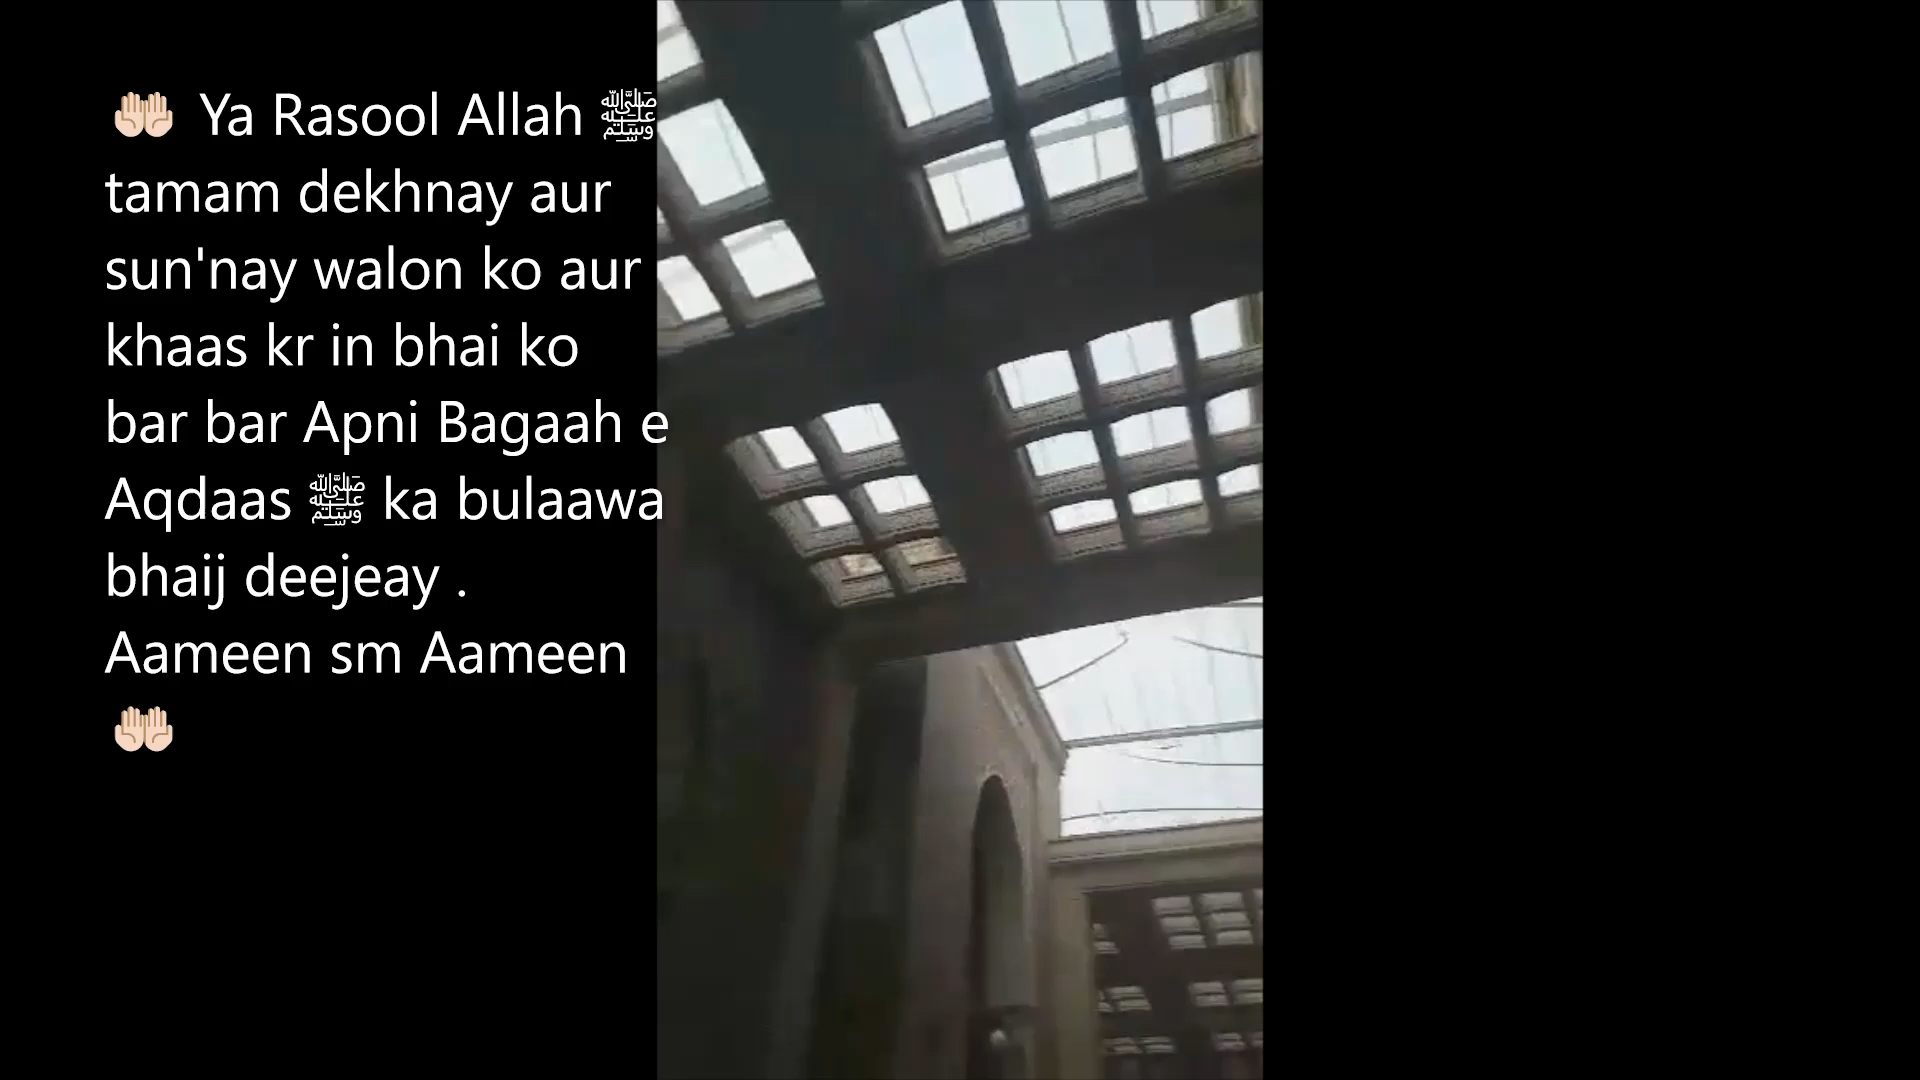 🤲🏻 Ya Rasool Allah ﷺ
tamam dekhnay aur
sun'nay walon ko aur
khaas kr in bhai ko
bar bar Apni Bagaah e
Aqdaas ﷺ ka bulaawa
bhaij deejeay .
Aameen sm Aameen
🤲🏻